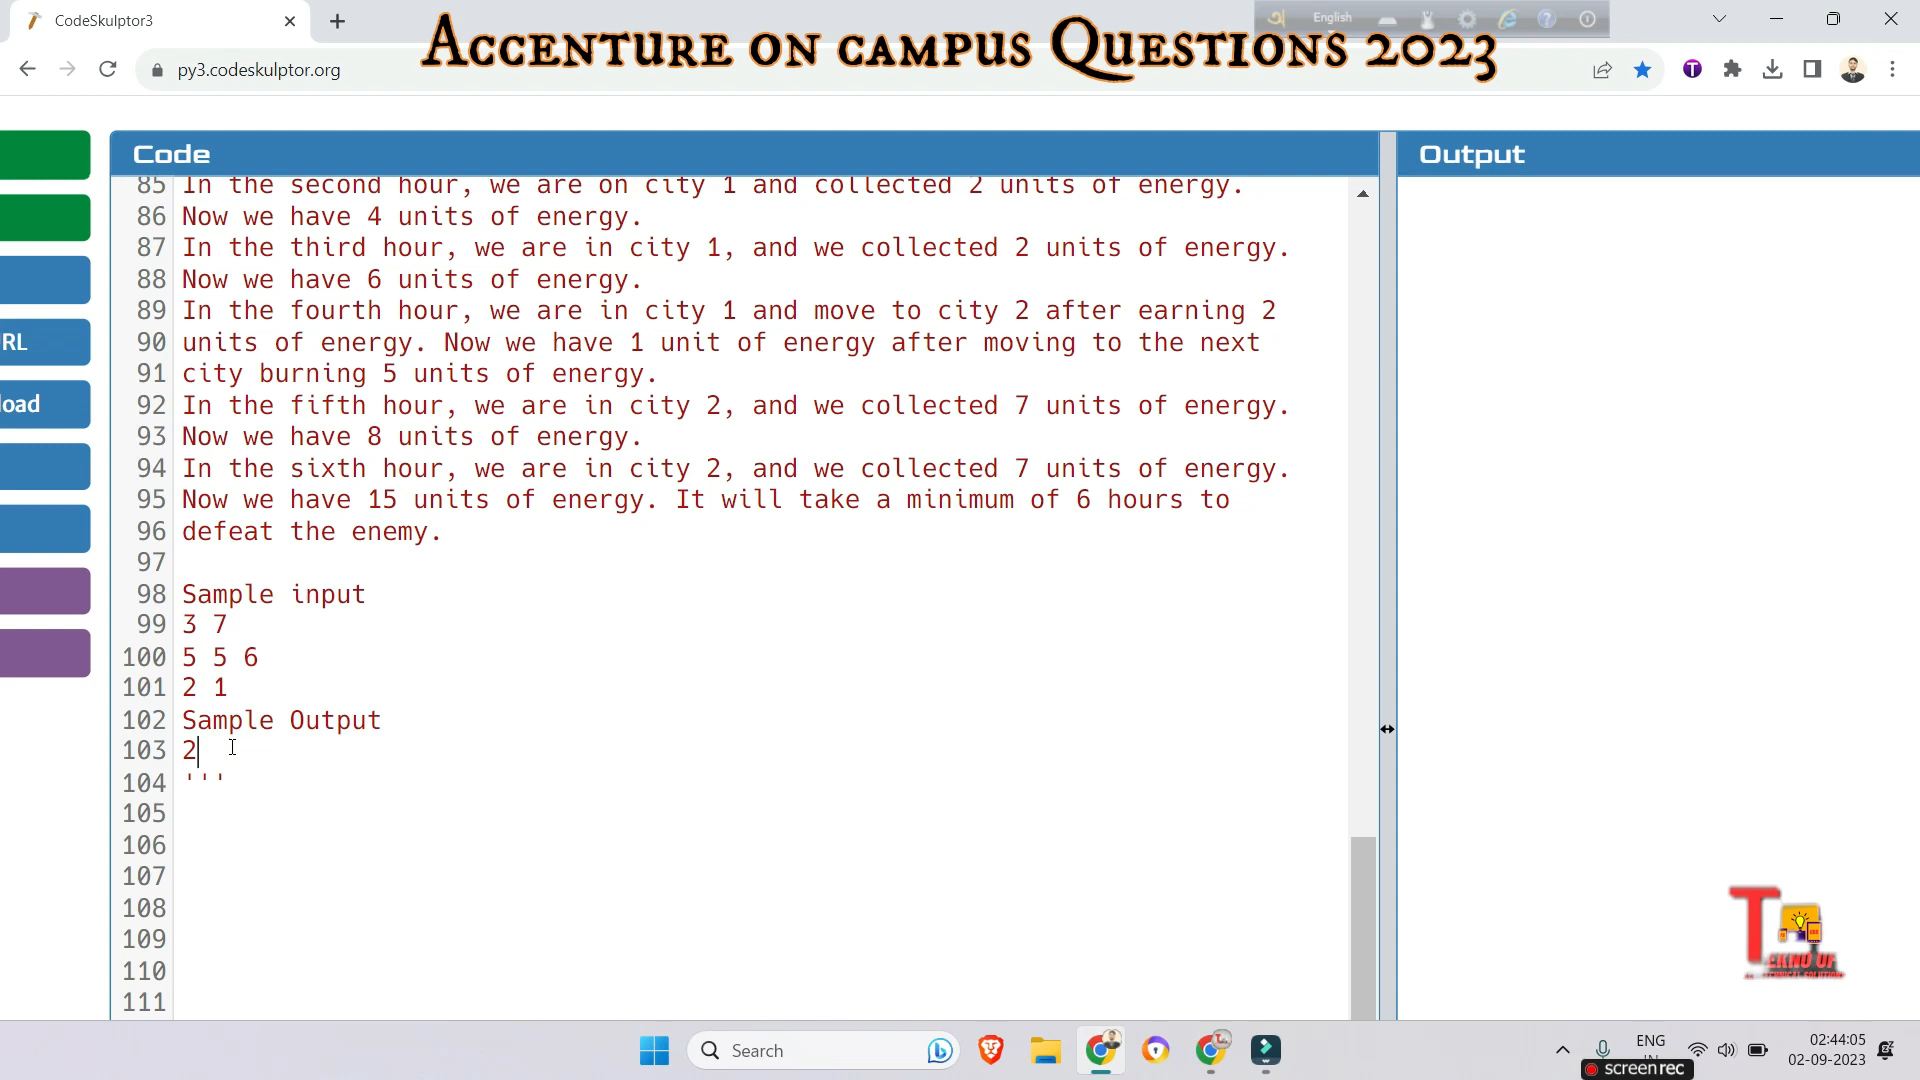 CodeSkulptor3
ACCENTURE ON CAMPUS QUESTIONS 2023
English
py3.codeskulptor.org
Code
Output
85 In the second hour, we are on city 1 and collected 2 units of energy.
86 Now we have 4 units of energy.
87 In the third hour, we are in city 1, and we collected 2 units of energy.
88 Now we have 6 units of energy.
89 In the fourth hour, we are in city 1 and move to city 2 after earning 2
90 units of energy. Now we have 1 unit of energy after moving to the next
91 city burning 5 units of energy.
92 In the fifth hour, we are in city 2, and we collected 7 units of energy.
93 Now we have 8 units of energy.
94 In the sixth hour, we are in city 2, and we collected 7 units of energy.
95 Now we have 15 units of energy. It will take a minimum of 6 hours to
96 defeat the enemy.
97
98 Sample input
99 3 7
100 5 5 6
101 2 1
102 Sample Output
103 2
104 '''
105
106
107
108
109
110
111
RL
load
Search
ENG
IN
02:44:05
02-09-2023
screenrec